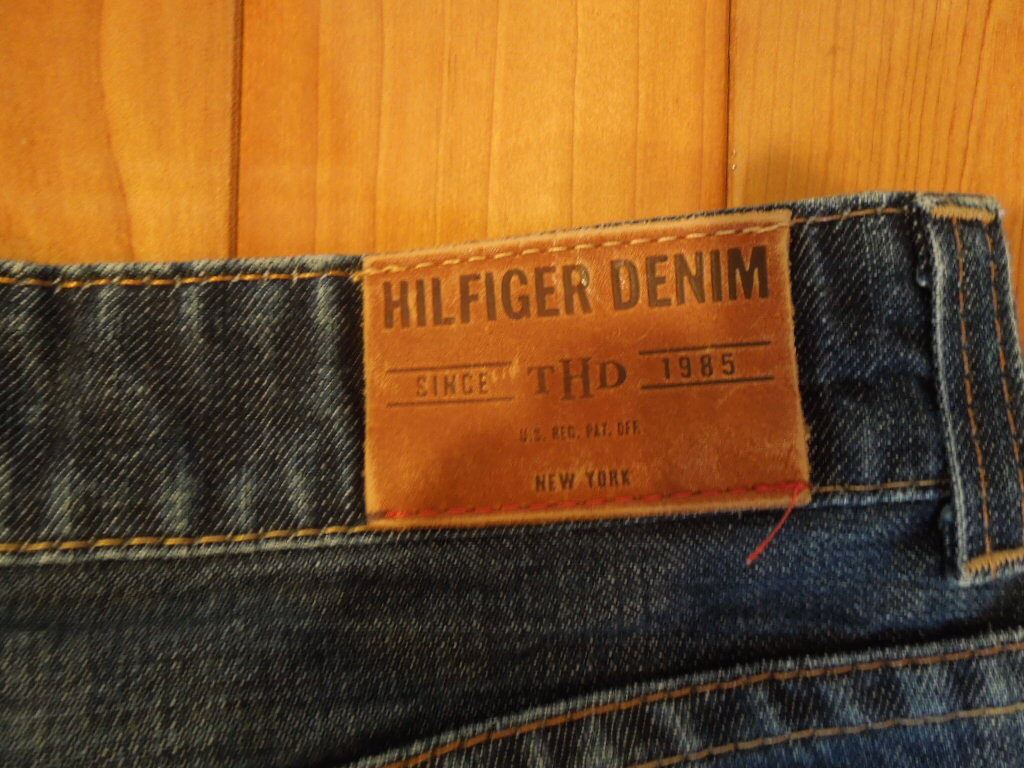 HILFIGER DENIM
SINCE THD 1985
U.S. REG. PAT. OFF.
NEW YORK